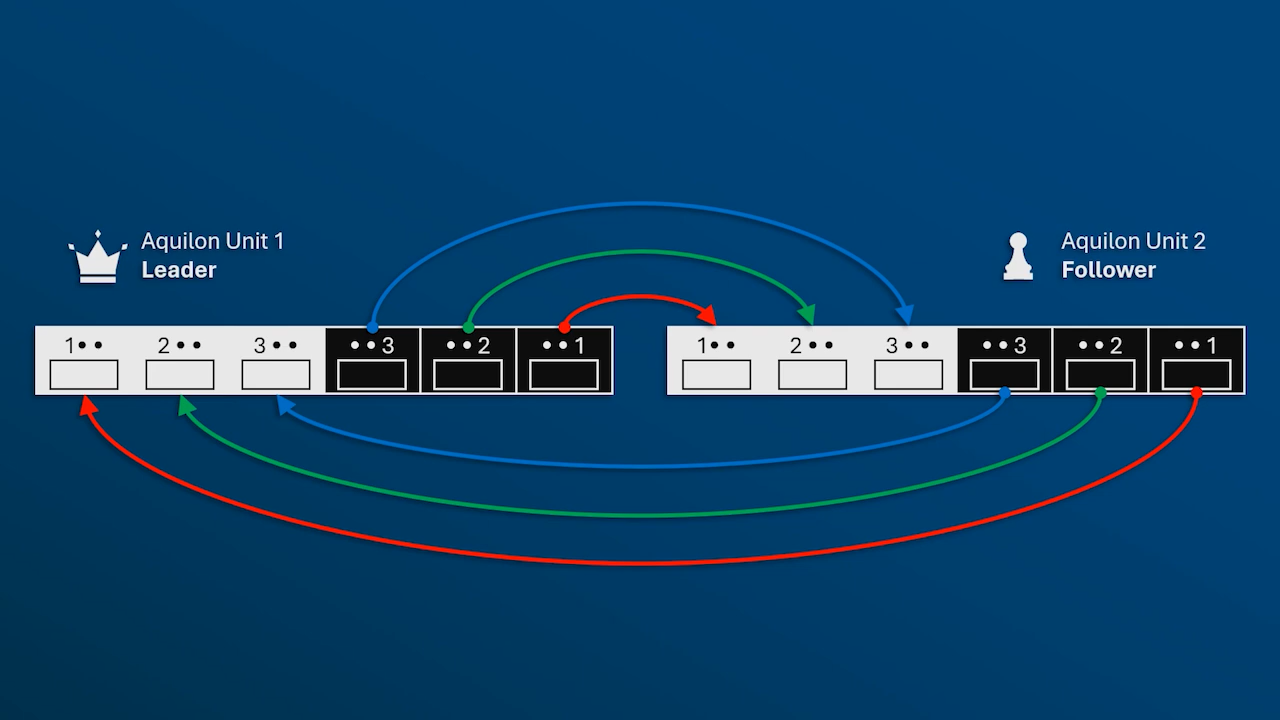 Aquilon Unit 1
Leader
Aquilon Unit 2
Follower
1•• 2•• 3•• ••3 ••2 ••1
1•• 2•• 3•• ••3 ••2 ••1